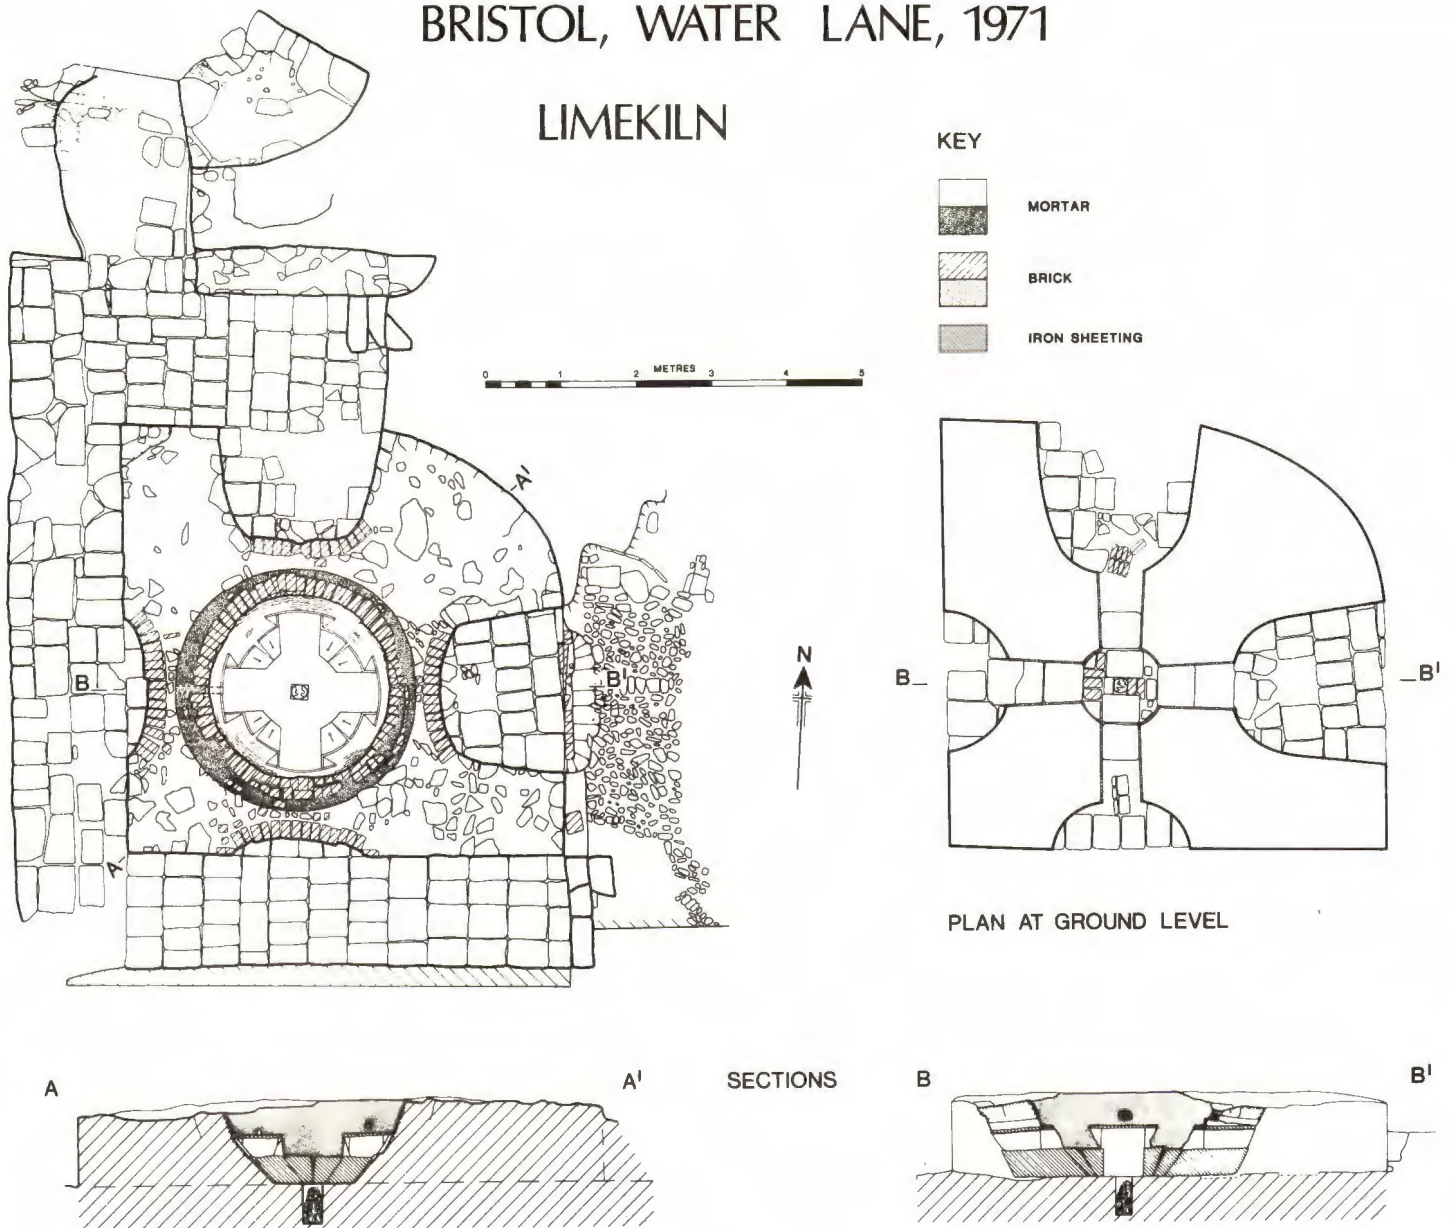 BRISTOL, WATER LANE, 1971
LIMEKILN
KEY
MORTAR
BRICK
IRON SHEETING
0 1 2 METRES 3 4 5
A'
N
B
B'
B
B'
A
PLAN AT GROUND LEVEL
A
A'
SECTIONS
B
B'